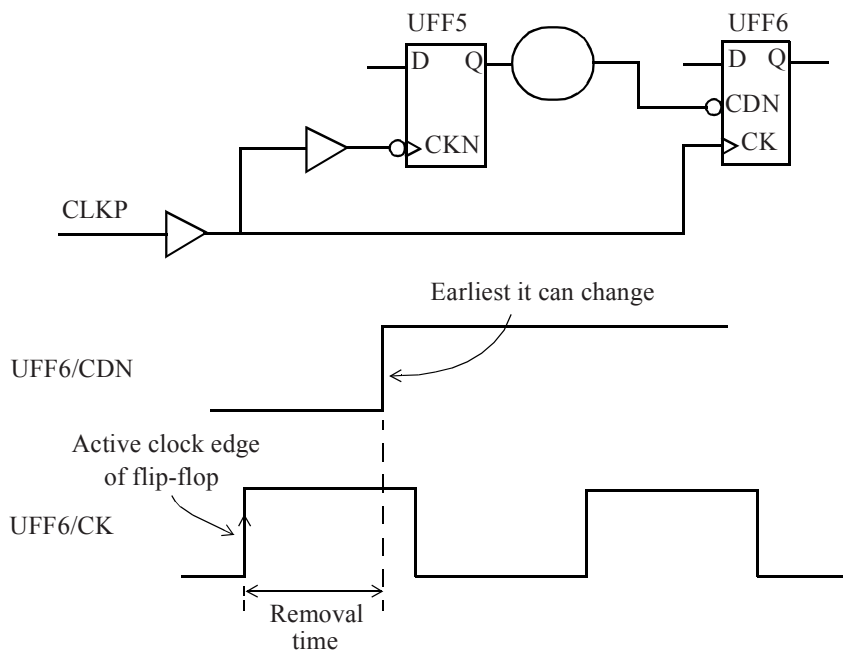 UFF5
UFF6
D Q
D Q
CDN
CKN
CK
CLKP
Earliest it can change
UFF6/CDN
Active clock edge
of flip-flop
UFF6/CK
Removal
time